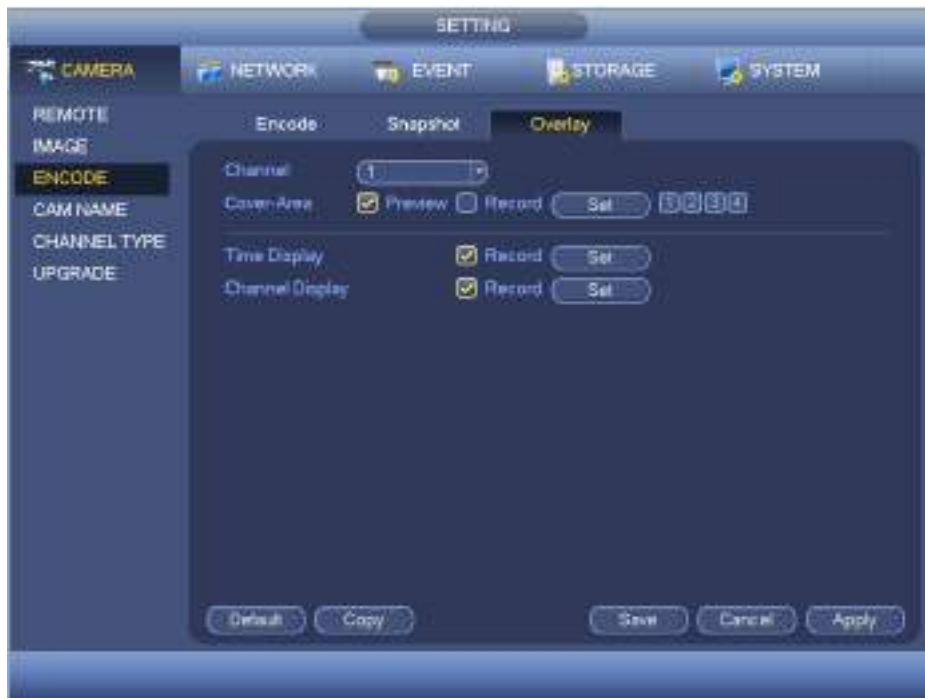 SETTING
CAMERA NETWORK EVENT STORAGE SYSTEM
REMOTE
IMAGE
ENCODE
CAM NAME
CHANNEL TYPE
UPGRADE
Encode Snapshot Overlay
Channel 1
Cover-Area Preview Record Set 1 2 3 4
Time Display Record Set
Channel Display Record Set
Default Copy Save Cancel Apply